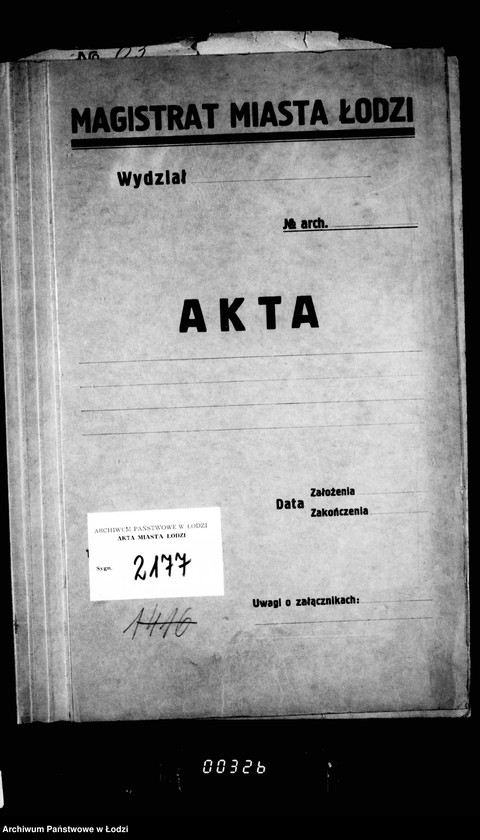 MAGISTRAT MIASTA ŁODZI
Wydział
№ arch.
AKTA
Data
Założenia
Zakończenia
ARCHIWUM PAŃSTWOWE W ŁODZI
AKTA MIASTA ŁODZI
Sygn. 2177
1416
Uwagi o załącznikach:
00326
Archiwum Państwowe w Łodzi